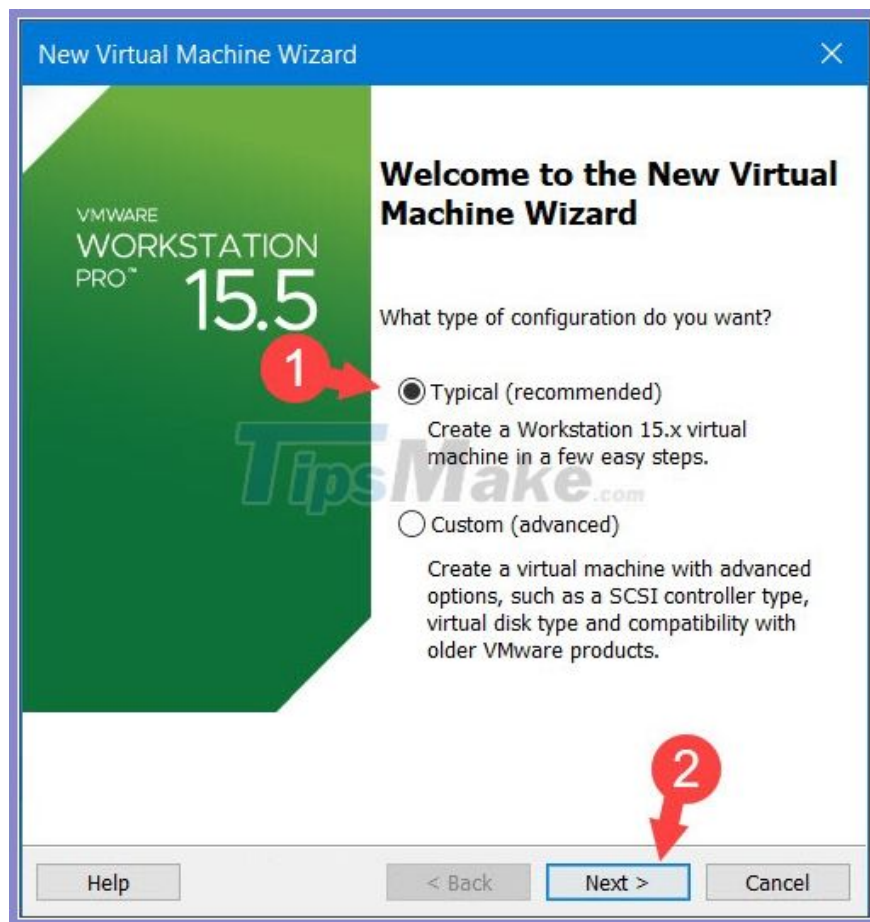 New Virtual Machine Wizard
VMWARE
WORKSTATION
PRO™
15.5
Welcome to the New Virtual
Machine Wizard
What type of configuration do you want?
1
Typical (recommended)
Create a Workstation 15.x virtual
machine in a few easy steps.
TipsMake.com
Custom (advanced)
Create a virtual machine with advanced
options, such as a SCSI controller type,
virtual disk type and compatibility with
older VMware products.
2
Help
< Back
Next >
Cancel